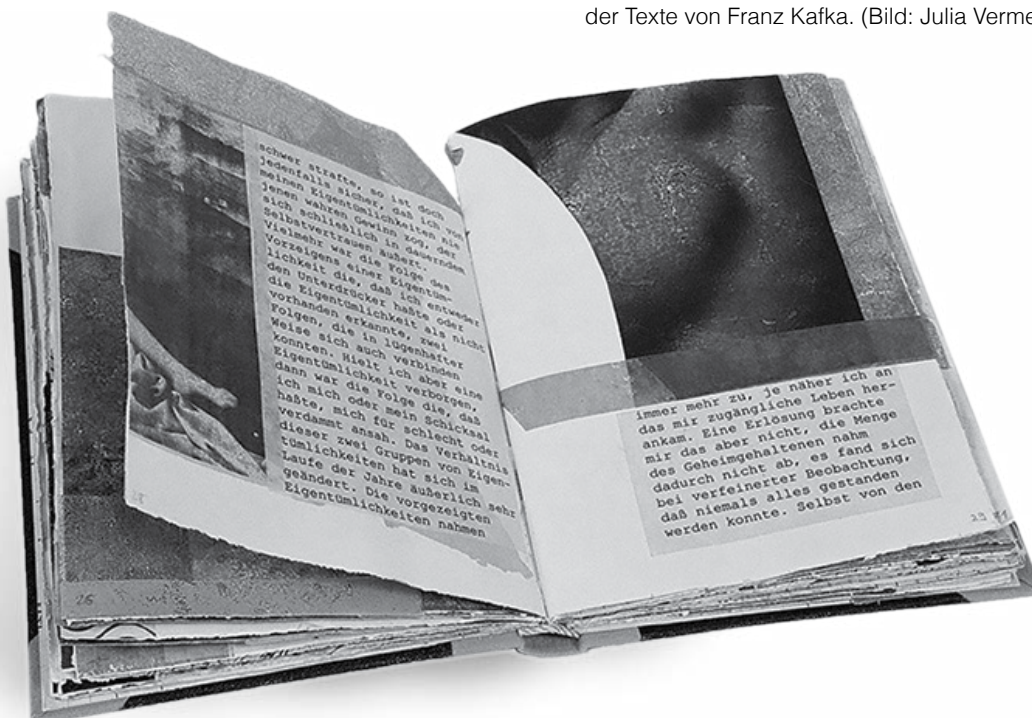 der Texte von Franz Kafka. (Bild: Julia Verme
schwer strafte, so ist doch
jedenfalls sicher, daß ich von
meinen Eigentümlichkeiten nie
jenen wahren Gewinn zog, der
sich schließlich in dauerndem
Selbstvertrauen äußert.
Vielmehr war die Folge des
Vorzeigens einer Eigentüm-
lichkeit die, daß ich entweder
den Unterdrücker haßte oder
die Eigentümlichkeit als nicht
vorhanden erkannte, zwei
Folgen, die in lügenhafter
Weise sich auch verbinden
konnten. Hielt ich aber eine
Eigentümlichkeit verborgen,
dann war die Folge die, daß
ich mich oder mein Schicksal
haßte, mich für schlecht oder
verdammt ansah. Das Verhältnis
dieser zwei Gruppen von Eigen-
tümlichkeiten hat sich im
Laufe der Jahre äußerlich sehr
geändert. Die vorgezeigten
Eigentümlichkeiten nahmen
26
immer mehr zu, je näher ich an
das mir zugängliche Leben her-
ankam. Eine Erlösung brachte
mir das aber nicht, die Menge
des Geheimgehaltenen nahm
dadurch nicht ab, es fand sich
bei verfeinerter Beobachtung,
daß niemals alles gestanden
werden konnte. Selbst von den